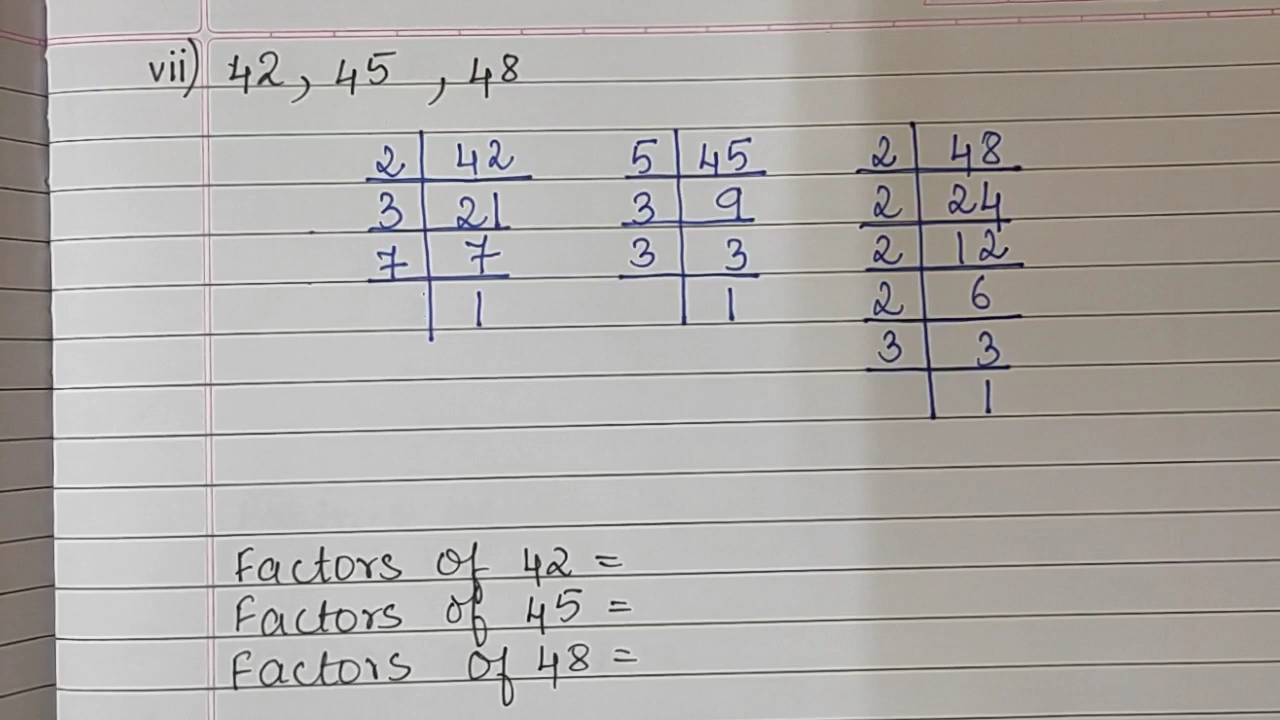 vii) 42, 45, 48
2 | 42
3 | 21
7 | 7
1
5 | 45
3 | 9
3 | 3
1
2 | 48
2 | 24
2 | 12
2 | 6
3 | 3
1
Factors of 42 =
Factors of 45 =
Factors of 48 =